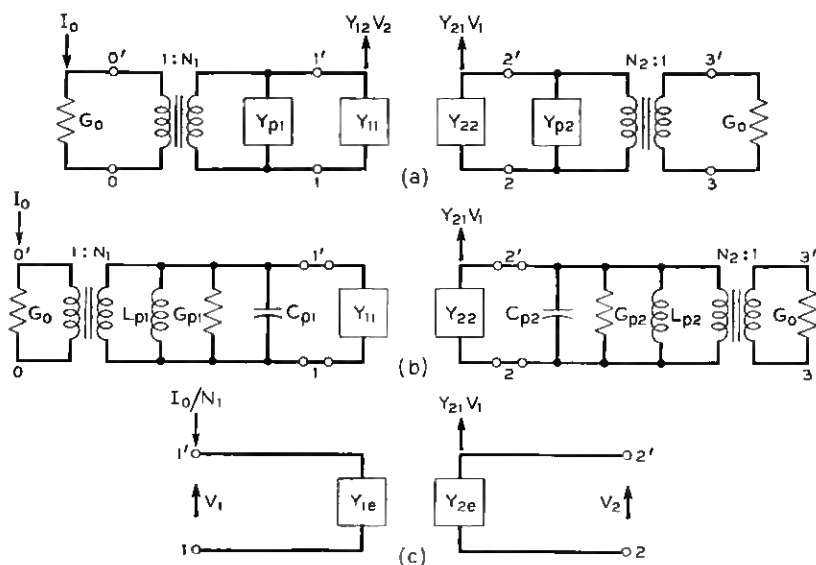 I₀ Y₁₂V₂ Y₂₁V₁
0' 1:N₁ 1' 2' N₂:1 3'
G₀ Yₚ₁ Y₁₁ Y₂₂ Yₚ₂ G₀
0 1 2 3
(a)
I₀ Y₂₁V₁
0' 1:N₁ 1' 2' N₂:1 3'
G₀ Lₚ₁ Gₚ₁ Cₚ₁ Y₁₁ Y₂₂ Cₚ₂ Gₚ₂ Lₚ₂ G₀
0 1 2 3
(b)
I₀/N₁ Y₂₁V₁
1' 2'
V₁ Y₁ₑ Y₂ₑ V₂
1 2
(c)